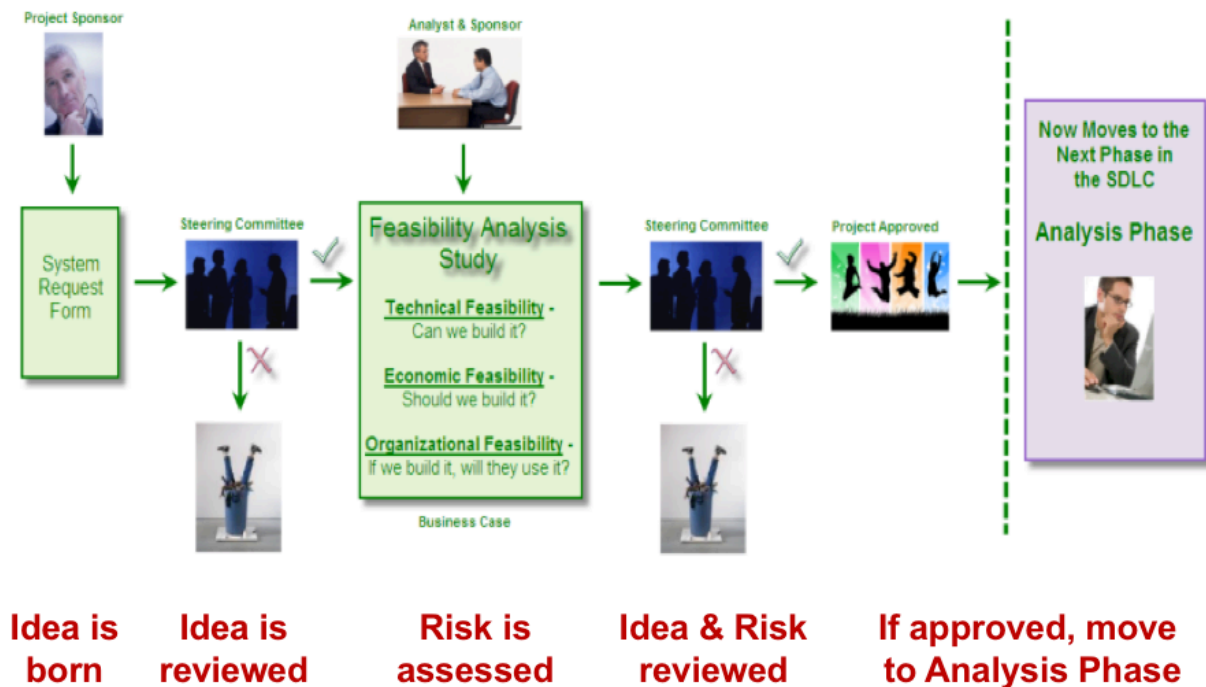 Project Sponsor
Analyst & Sponsor
System
Request
Form
Steering Committee
Feasibility Analysis
Study
Technical Feasibility -
Can we build it?
Economic Feasibility -
Should we build it?
Organizational Feasibility -
If we build it, will they use it?
Business Case
Steering Committee
Project Approved
Now Moves to the
Next Phase in
the SDLC
Analysis Phase
Idea is
born
Idea is
reviewed
Risk is
assessed
Idea & Risk
reviewed
If approved, move
to Analysis Phase